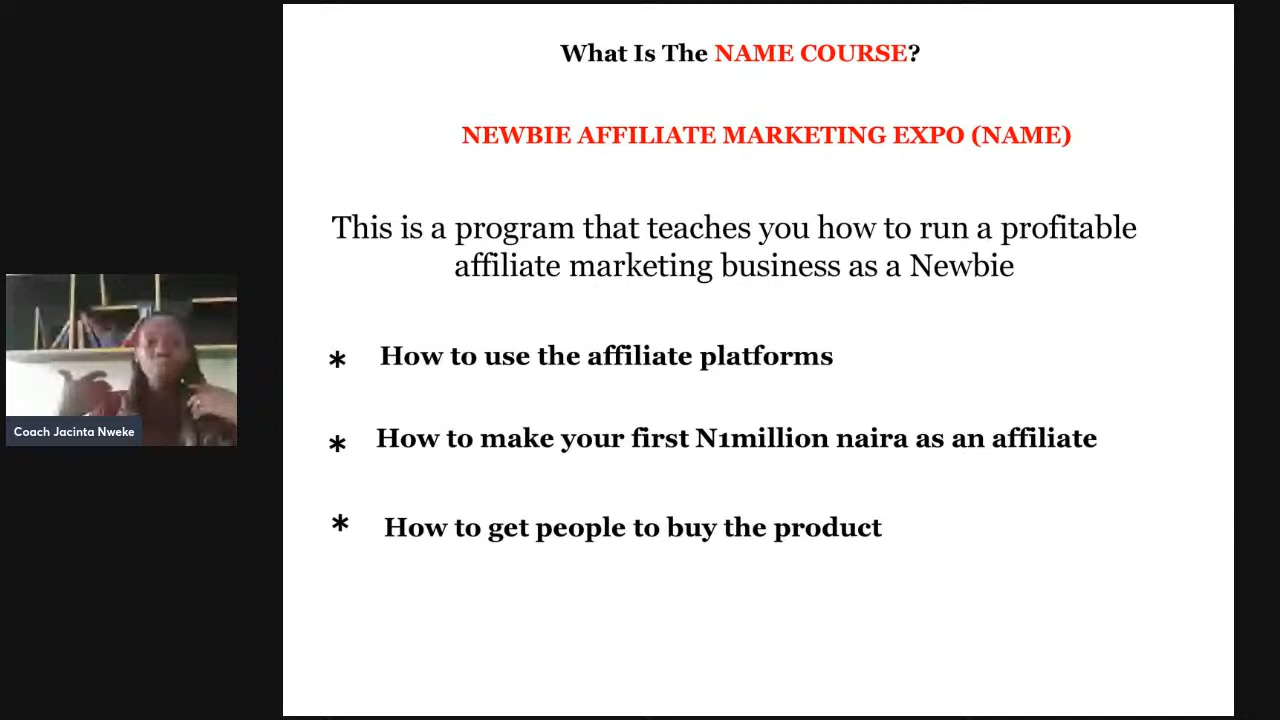 What Is The NAME COURSE?
NEWBIE AFFILIATE MARKETING EXPO (NAME)
This is a program that teaches you how to run a profitable
affiliate marketing business as a Newbie
* How to use the affiliate platforms
* How to make your first N1million naira as an affiliate
* How to get people to buy the product
Coach Jacinta Nweke